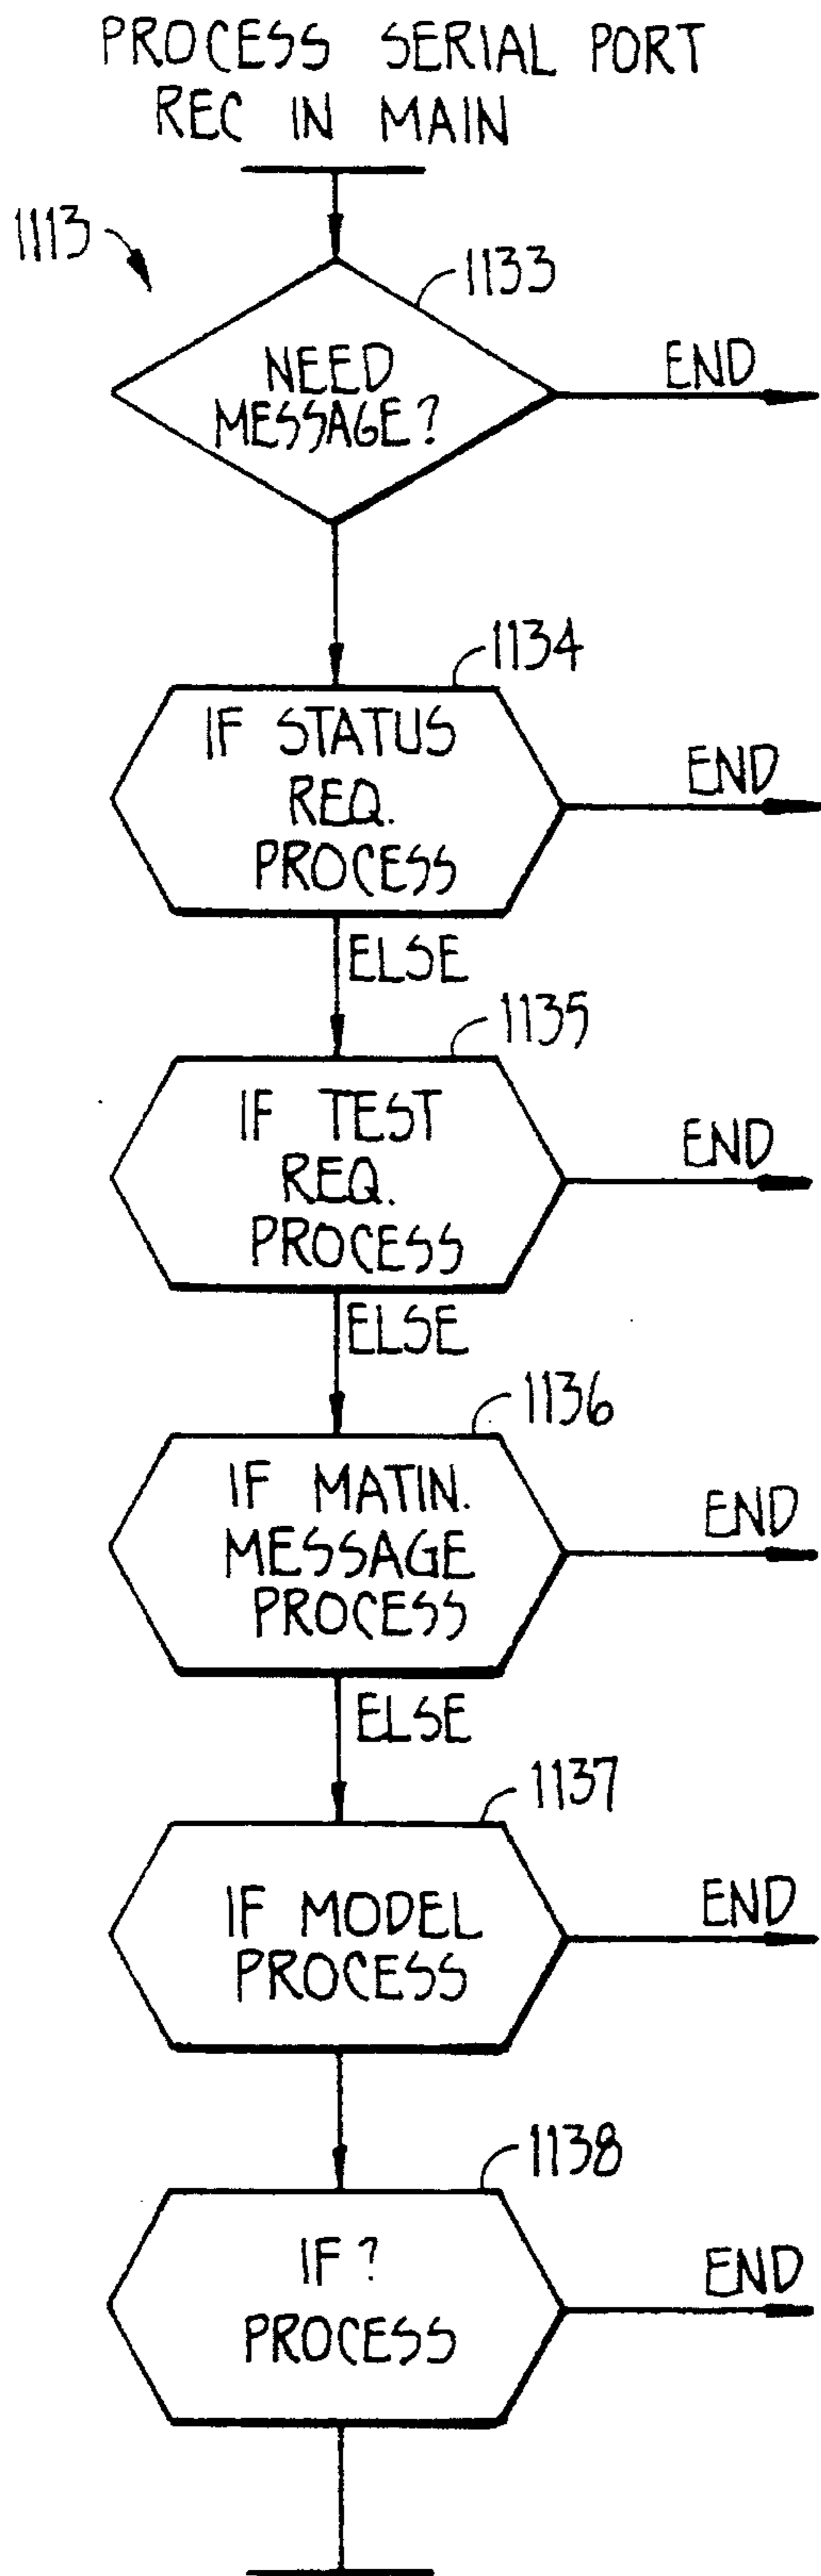 PROCESS SERIAL PORT
REC IN MAIN
1113
1133
NEED
MESSAGE?
END
1134
IF STATUS
REQ.
PROCESS
END
ELSE
1135
IF TEST
REQ.
PROCESS
END
ELSE
1136
IF MATIN.
MESSAGE
PROCESS
END
ELSE
1137
IF MODEL
PROCESS
END
1138
IF ?
PROCESS
END